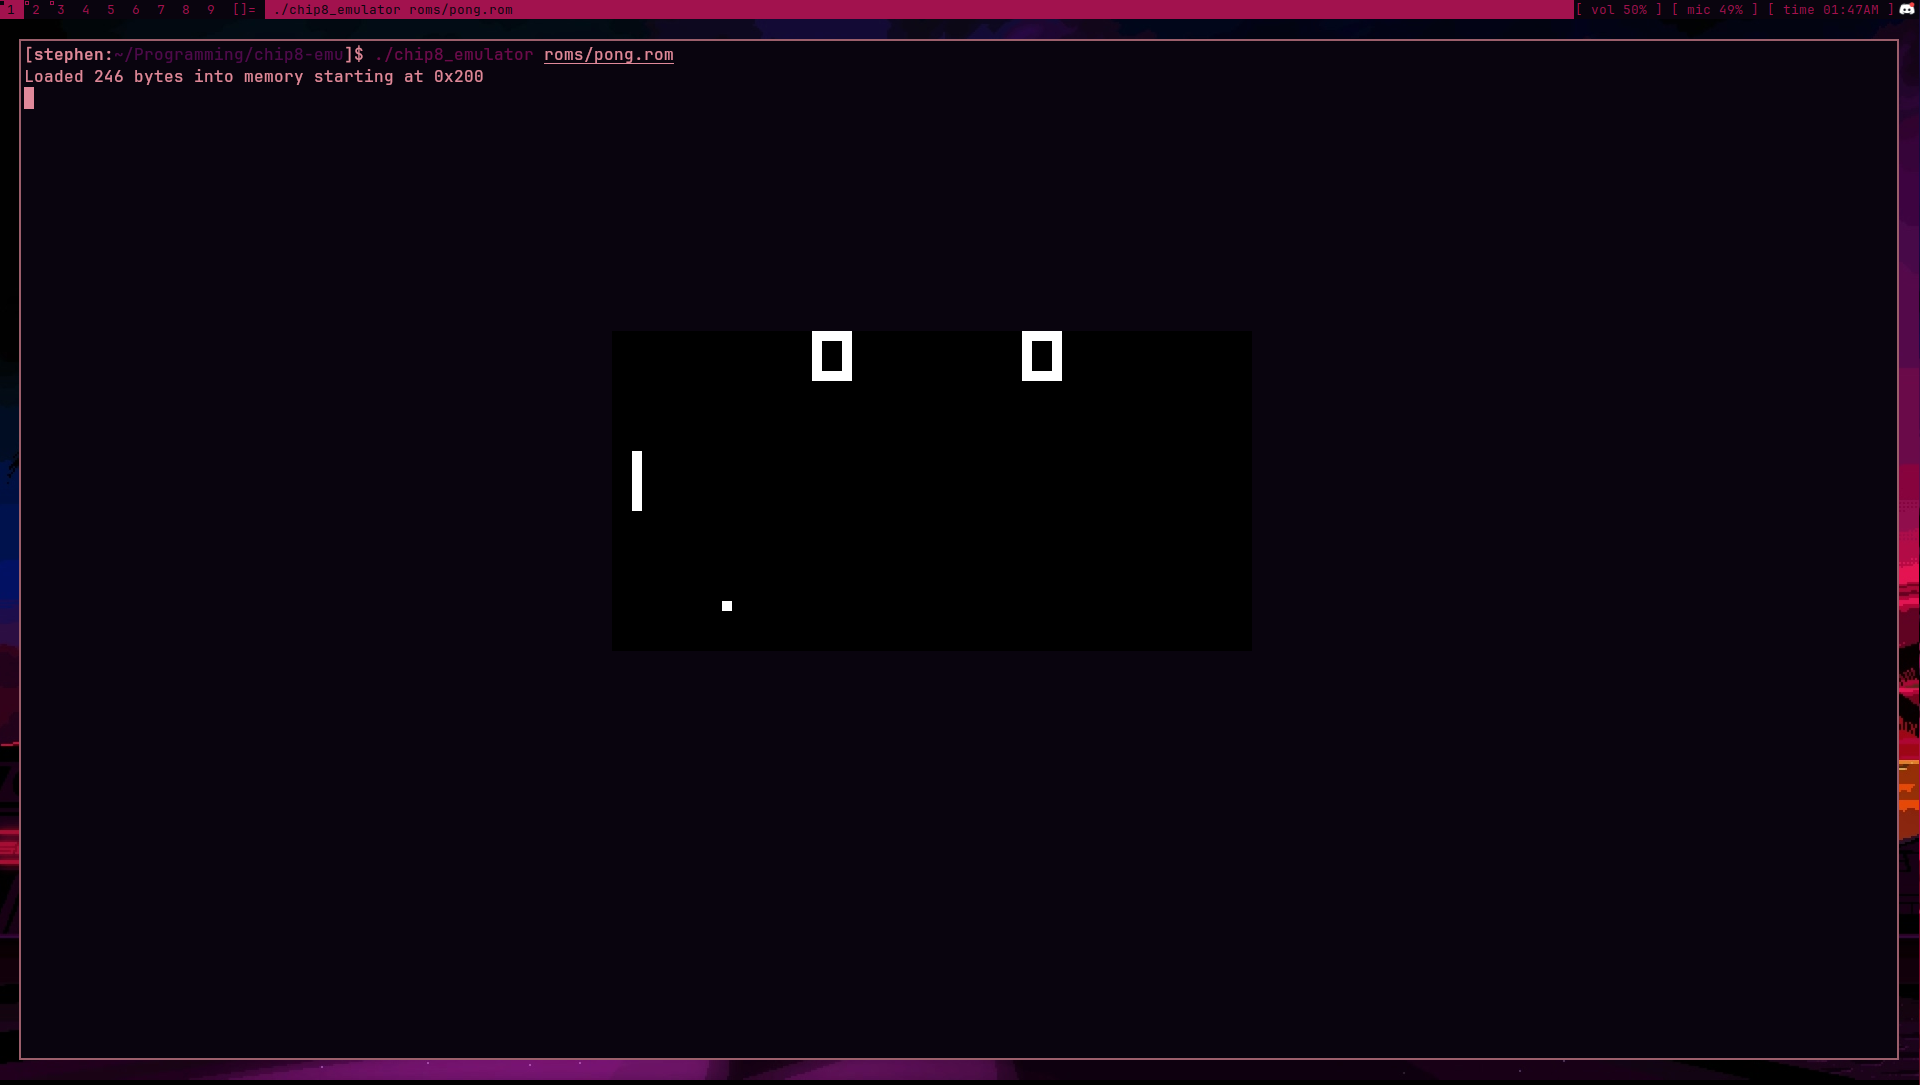 1 2 3 4 5 6 7 8 9 []= ./chip8_emulator roms/pong.rom [ vol 50% ] [ mic 49% ] [ time 01:47AM ]
[stephen:~/Programming/chip8-emu]$ ./chip8_emulator roms/pong.rom
Loaded 246 bytes into memory starting at 0x200
0 0